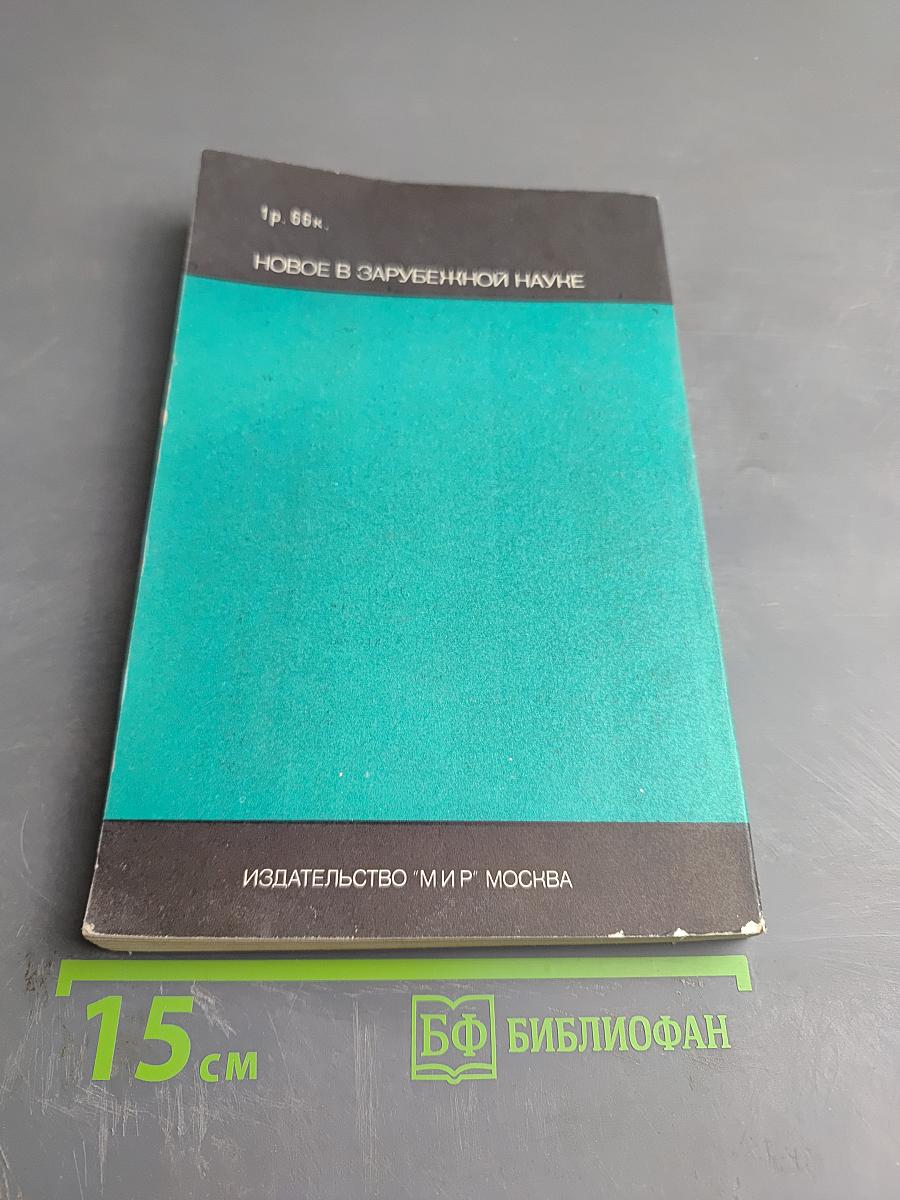 1р. 66к.
НОВОЕ В ЗАРУБЕЖНОЙ НАУКЕ
ИЗДАТЕЛЬСТВО "МИР" МОСКВА
15 см
БФ БИБЛИОФАН